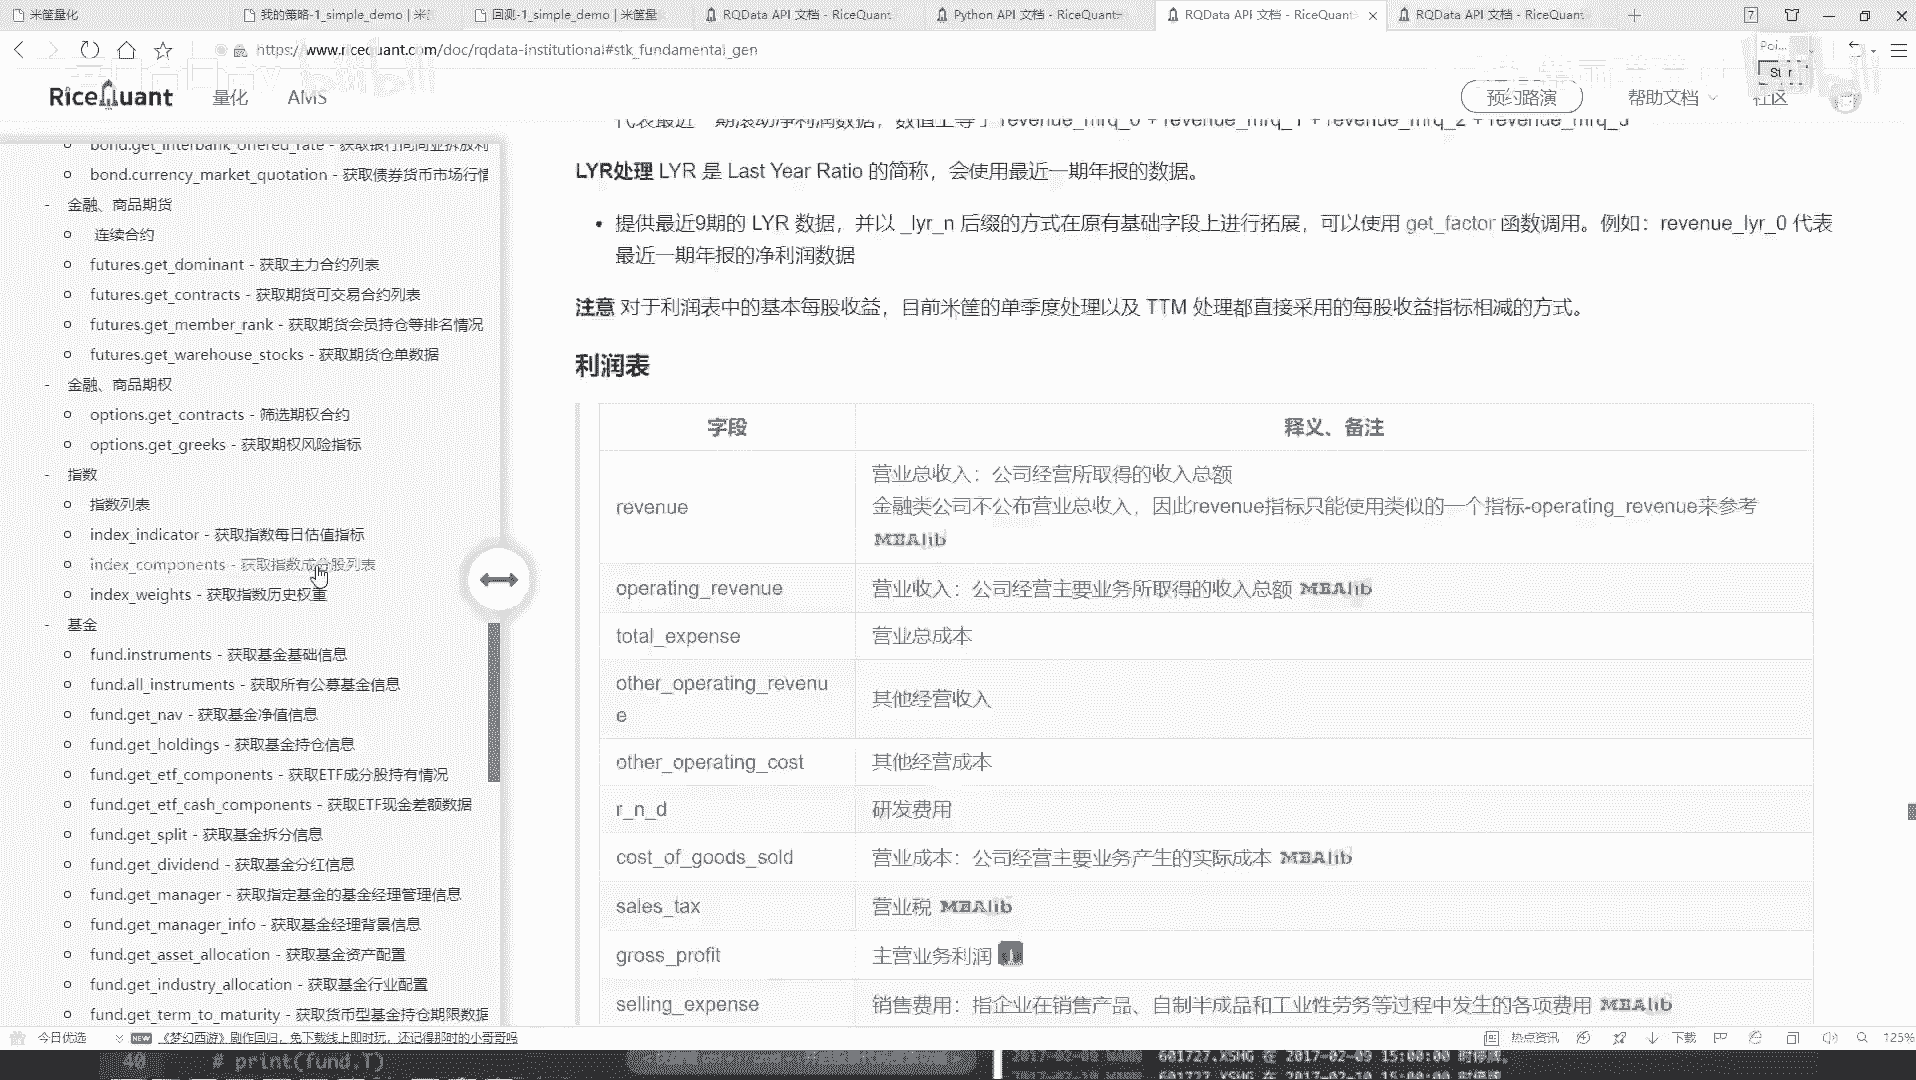 米筐量化
我的策略-1_simple_demo | 米筐
回测-1_simple_demo | 米筐量
RQData API 文档 - RiceQuant
Python API 文档 - RiceQuant
RQData API 文档 - RiceQuant
RQData API 文档 - RiceQuant
7
https://www.ricequant.com/doc/rqdata-institutional#stk_fundamental_gen
RiceQuant
量化
AMS
预约路演
帮助文档
社区
bond.get_interbank_offered_rate - 获取银行间同业拆放利
bond.currency_market_quotation - 获取债券货币市场行情
- 金融、商品期货
连续合约
futures.get_dominant - 获取主力合约列表
futures.get_contracts - 获取期货可交易合约列表
futures.get_member_rank - 获取期货会员持仓等排名情况
futures.get_warehouse_stocks - 获取期货仓单数据
- 金融、商品期权
options.get_contracts - 筛选期权合约
options.get_greeks - 获取期权风险指标
- 指数
指数列表
index_indicator - 获取指数每日估值指标
index_components - 获取指数成分股列表
index_weights - 获取指数历史权重
- 基金
fund.instruments - 获取基金基础信息
fund.all_instruments - 获取所有公募基金信息
fund.get_nav - 获取基金净值信息
fund.get_holdings - 获取基金持仓信息
fund.get_etf_components - 获取ETF成分股持有情况
fund.get_etf_cash_components - 获取ETF现金差额数据
fund.get_split - 获取基金拆分信息
fund.get_dividend - 获取基金分红信息
fund.get_manager - 获取指定基金的基金经理管理信息
fund.get_manager_info - 获取基金经理背景信息
fund.get_asset_allocation - 获取基金资产配置
fund.get_industry_allocation - 获取基金行业配置
fund.get_term_to_maturity - 获取货币型基金持仓期限数据
代表最近一期滚动净利润数据，数值上等于 revenue_mrq_0 + revenue_mrq_1 + revenue_mrq_2 + revenue_mrq_3
LYR处理 LYR 是 Last Year Ratio 的简称，会使用最近一期年报的数据。
• 提供最近9期的 LYR 数据，并以 _lyr_n 后缀的方式在原有基础字段上进行拓展，可以使用 get_factor 函数调用。例如：revenue_lyr_0 代表
最近一期年报的净利润数据
注意 对于利润表中的基本每股收益，目前米筐的单季度处理以及 TTM 处理都直接采用的每股收益指标相减的方式。
利润表
字段 释义、备注
revenue
营业总收入：公司经营所取得的收入总额
金融类公司不公布营业总收入，因此revenue指标只能使用类似的一个指标-operating_revenue来参考
MBAlib
operating_revenue 营业收入：公司经营主要业务所取得的收入总额 MBAlib
total_expense 营业总成本
other_operating_revenu
e
其他经营收入
other_operating_cost 其他经营成本
r_n_d 研发费用
cost_of_goods_sold 营业成本：公司经营主要业务产生的实际成本 MBAlib
sales_tax 营业税 MBAlib
gross_profit 主营业务利润
selling_expense 销售费用：指企业在销售产品、自制半成品和工业性劳务等过程中发生的各项费用 MBAlib
今日优选
NEW
《梦幻西游》剧作回归，免下载线上即时玩，还记得那时的小哥哥吗
热点资讯
下载
125%
40 # print(fund.T)
601727.XSHG 在 2017-02-09 15:00:00 时停牌。
601727.XSHG 在 2017-02-10 15:00:00 时停牌。